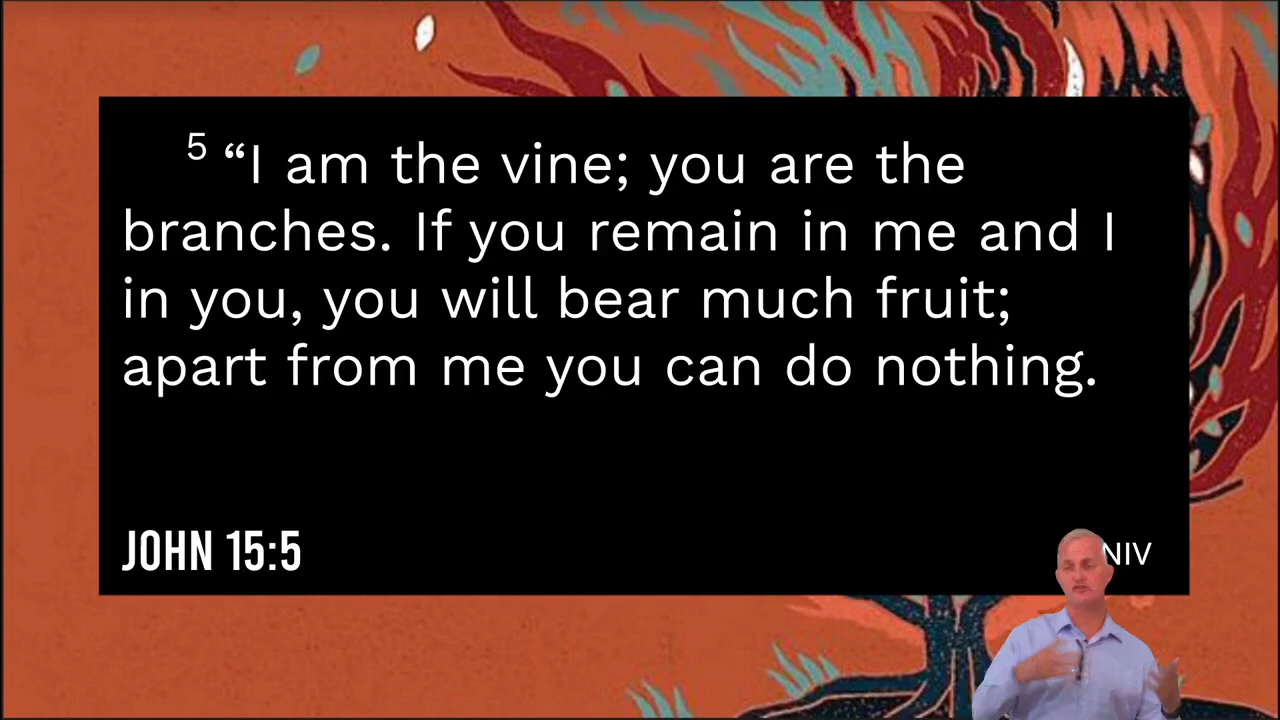 5 “I am the vine; you are the
branches. If you remain in me and I
in you, you will bear much fruit;
apart from me you can do nothing.
JOHN 15:5
NIV